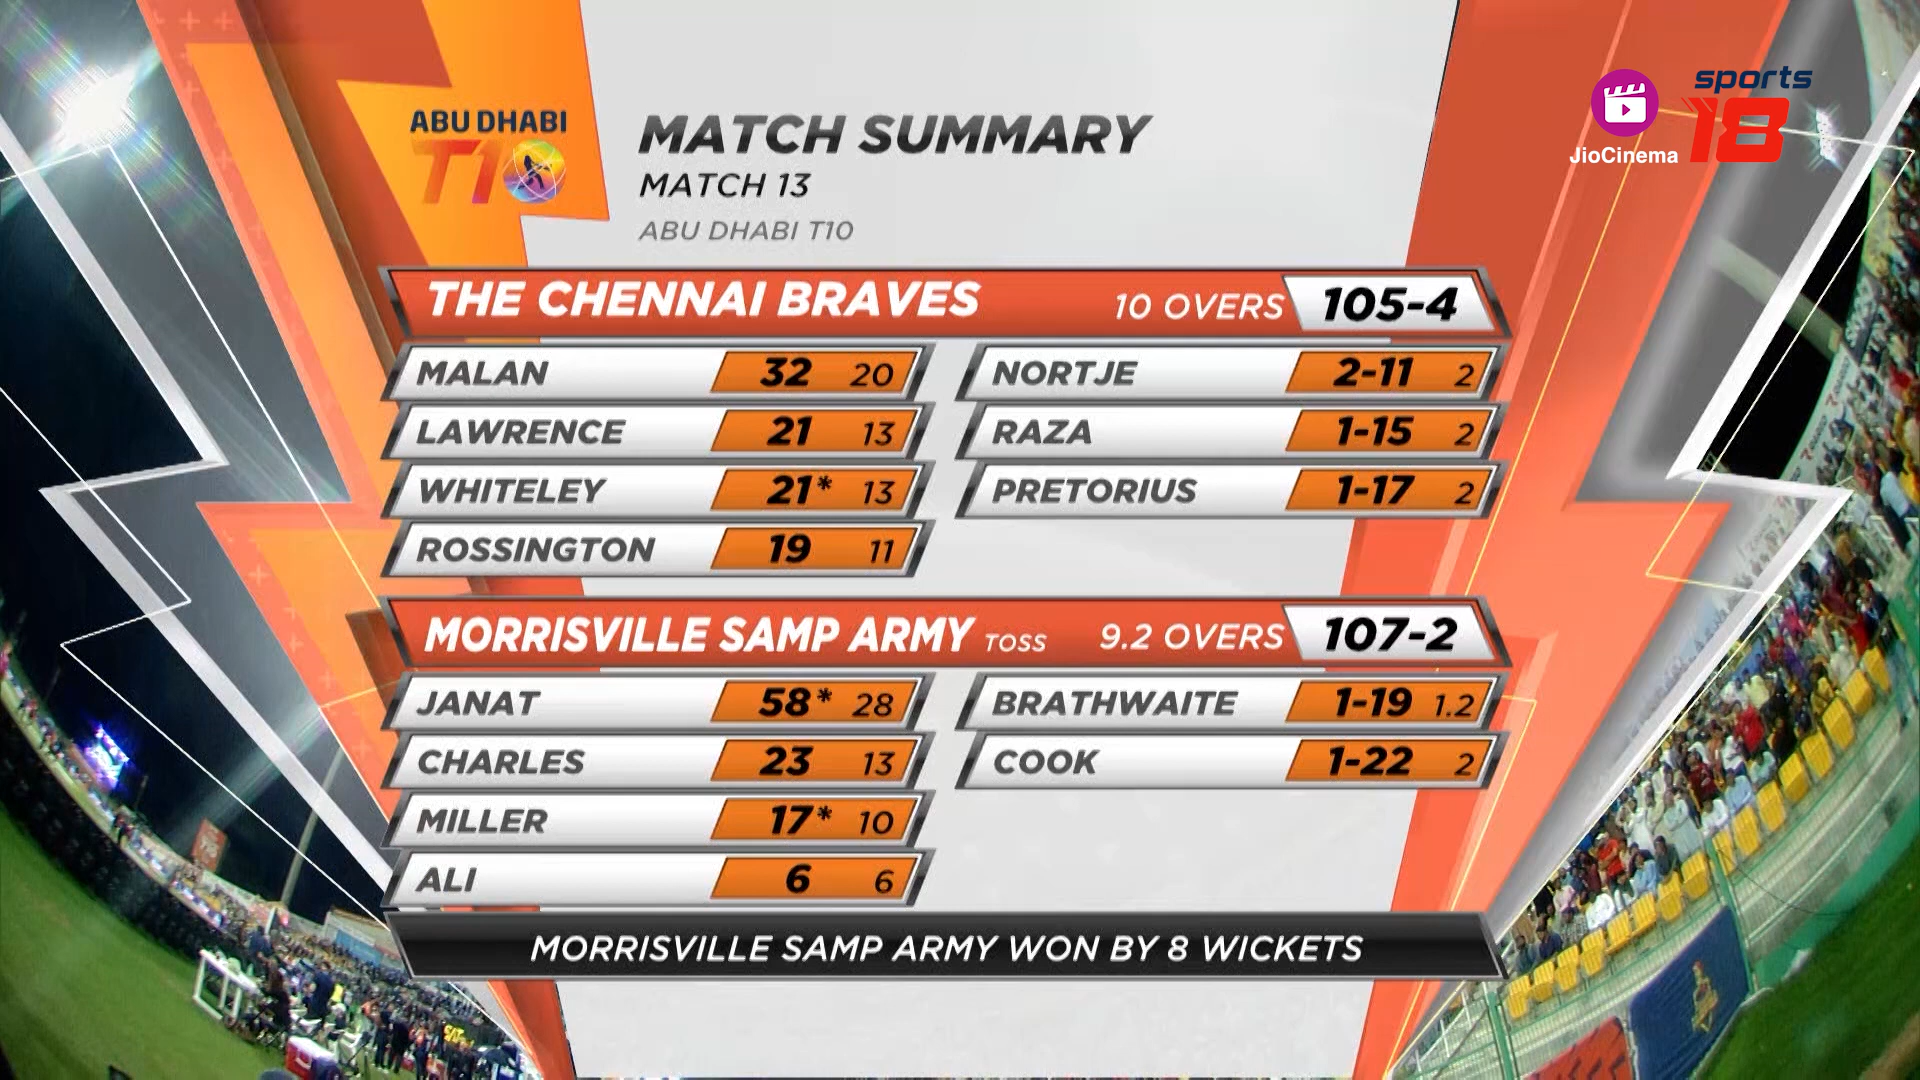 ABU DHABI
T10
MATCH SUMMARY
MATCH 13
ABU DHABI T10
JioCinema
sports
18
THE CHENNAI BRAVES 10 OVERS 105-4
MALAN 32 20 NORTJE 2-11 2
LAWRENCE 21 13 RAZA 1-15 2
WHITELEY 21* 13 PRETORIUS 1-17 2
ROSSINGTON 19 11
MORRISVILLE SAMP ARMY TOSS 9.2 OVERS 107-2
JANAT 58* 28 BRATHWAITE 1-19 1.2
CHARLES 23 13 COOK 1-22 2
MILLER 17* 10
ALI 6 6
MORRISVILLE SAMP ARMY WON BY 8 WICKETS